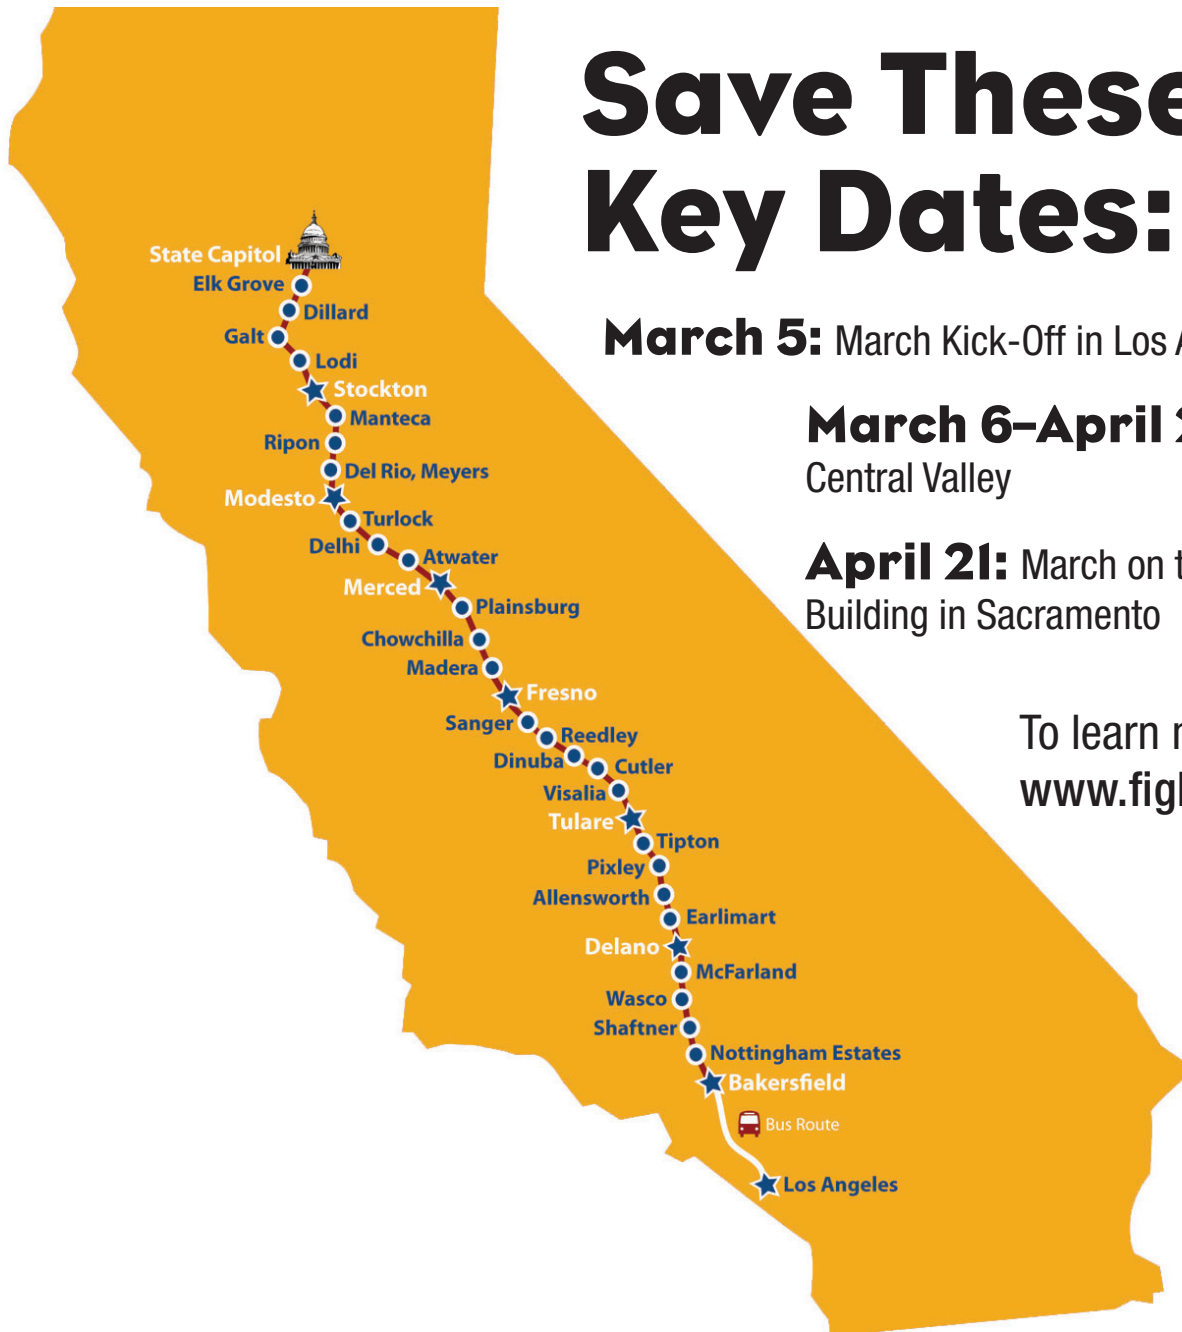 Save These
Key Dates:
March 5: March Kick-Off in Los
March 6–April
Central Valley
April 21: March on
Building in Sacramento
To learn
State Capitol
Elk Grove
Dillard
Galt
Lodi
Stockton
Manteca
Ripon
Del Rio, Meyers
Modesto
Turlock
Delhi
Atwater
Merced
Plainsburg
Chowchilla
Madera
Fresno
Sanger
Reedley
Dinuba
Cutler
Visalia
Tulare
Tipton
Pixley
Allensworth
Earlimart
Delano
McFarland
Wasco
Shaftner
Nottingham Estates
Bakersfield
Bus Route
Los Angeles